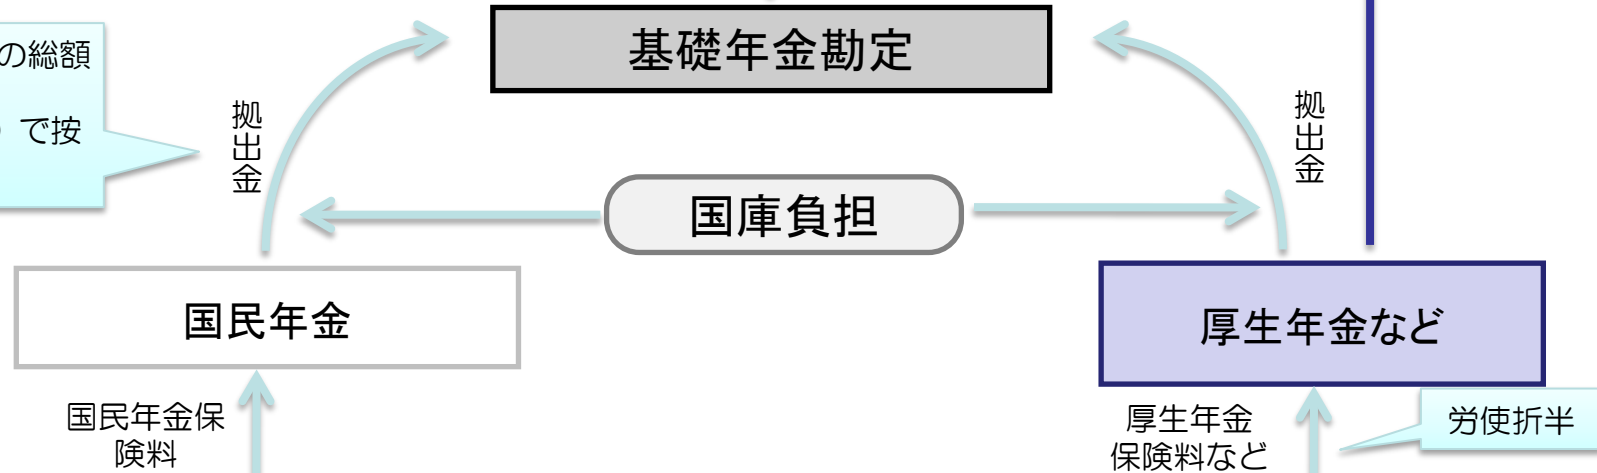 基礎年金勘定
の総額
で按
拠出金
拠出金
国庫負担
国民年金
厚生年金など
国民年金保
険料
厚生年金
保険料など
労使折半